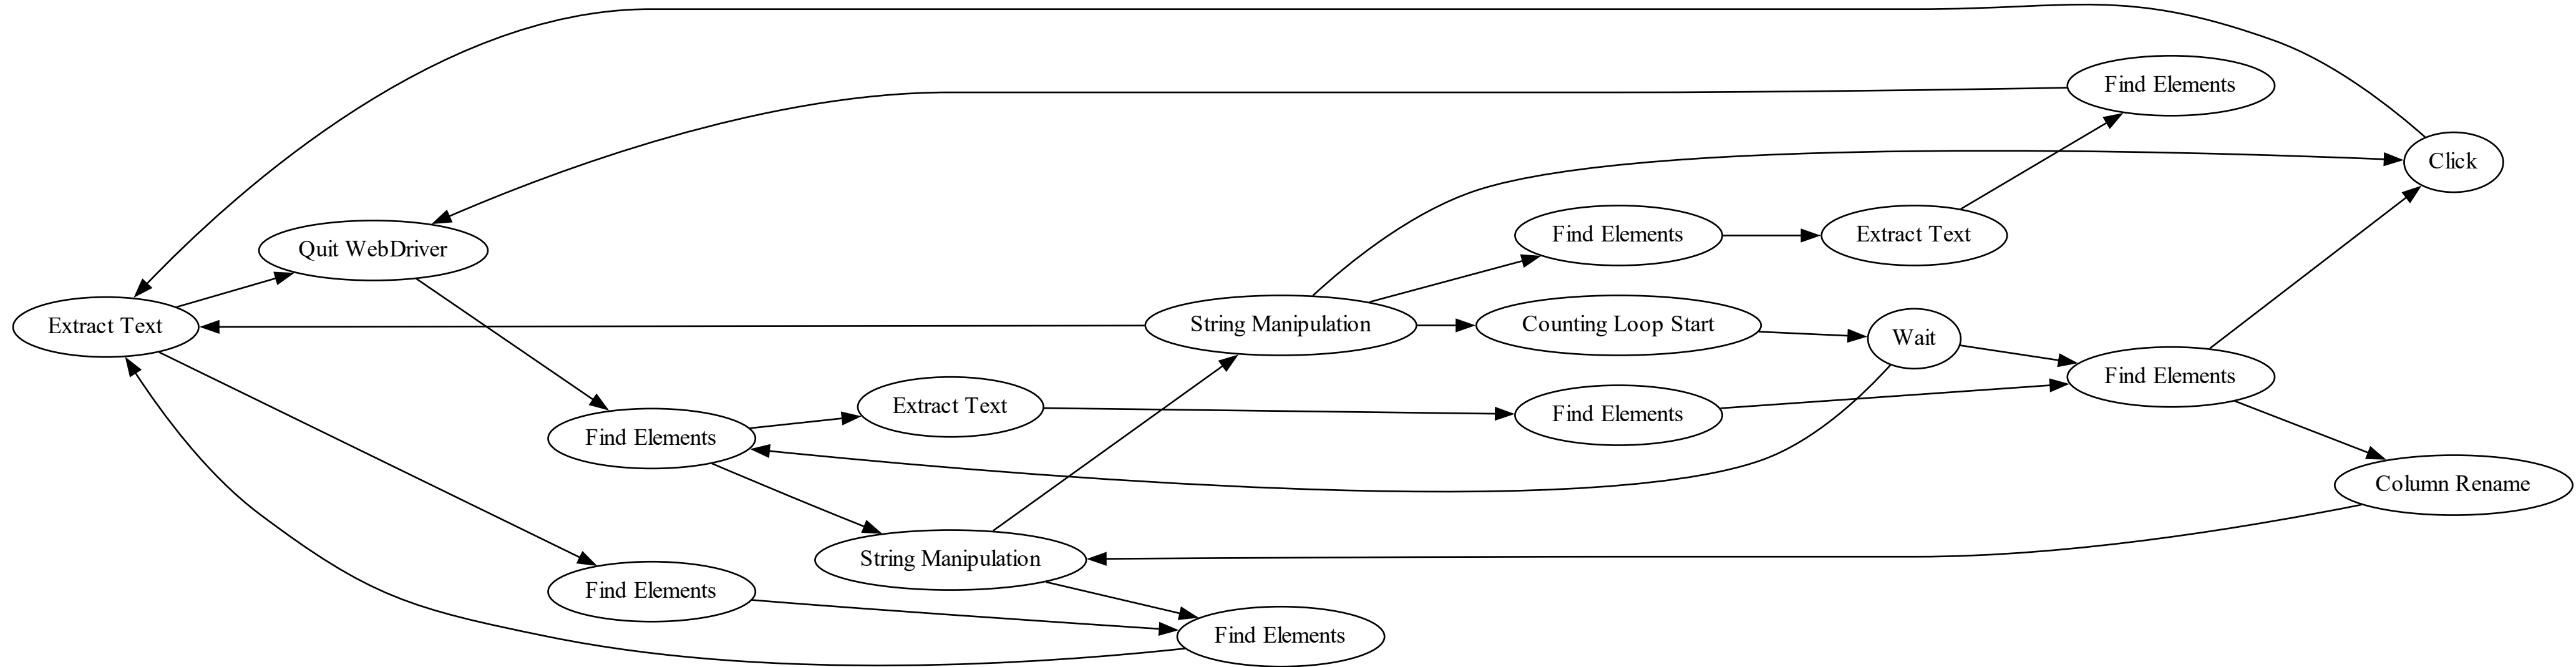 Find Elements
Click
Find Elements
Extract Text
Quit WebDriver
Extract Text
String Manipulation
Counting Loop Start
Wait
Find Elements
Extract Text
Find Elements
Find Elements
Column Rename
String Manipulation
Find Elements
Find Elements